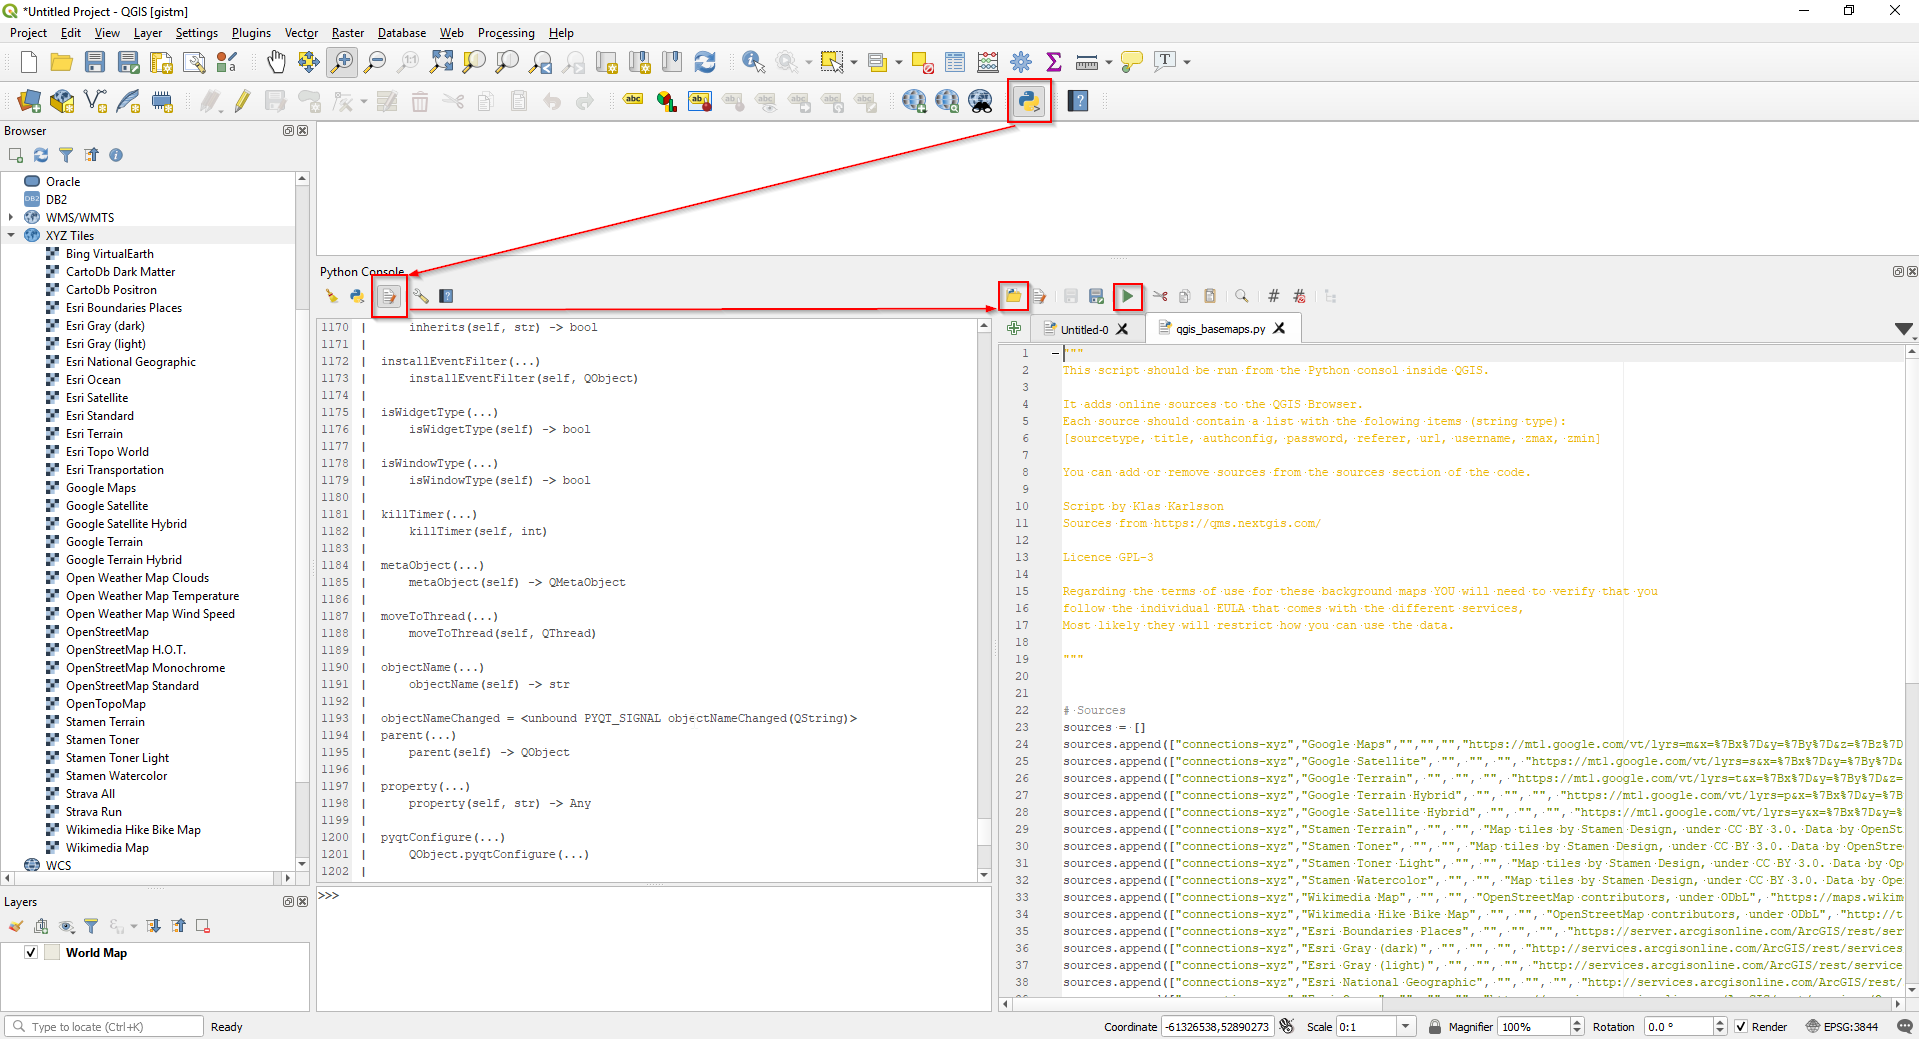 *Untitled Project - QGIS [gistm]
Project Edit View Layer Settings Plugins Vector Raster Database Web Processing Help
Browser
Oracle
DB2
WMS/WMTS
XYZ Tiles
Bing VirtualEarth
CartoDb Dark Matter
CartoDb Positron
Esri Boundaries Places
Esri Gray (dark)
Esri Gray (light)
Esri National Geographic
Esri Ocean
Esri Satellite
Esri Standard
Esri Terrain
Esri Topo World
Esri Transportation
Google Maps
Google Satellite
Google Satellite Hybrid
Google Terrain
Google Terrain Hybrid
Open Weather Map Clouds
Open Weather Map Temperature
Open Weather Map Wind Speed
OpenStreetMap
OpenStreetMap H.O.T.
OpenStreetMap Monochrome
OpenStreetMap Standard
OpenTopoMap
Stamen Terrain
Stamen Toner
Stamen Toner Light
Stamen Watercolor
Strava All
Strava Run
Wikimedia Hike Bike Map
Wikimedia Map
WCS
Layers
World Map
Python Console
1170 | inherits(self, str) -> bool
1171 |
1172 | installEventFilter(...)
1173 | installEventFilter(self, QObject)
1174 |
1175 | isWidgetType(...)
1176 | isWidgetType(self) -> bool
1177 |
1178 | isWindowType(...)
1179 | isWindowType(self) -> bool
1180 |
1181 | killTimer(...)
1182 | killTimer(self, int)
1183 |
1184 | metaObject(...)
1185 | metaObject(self) -> QMetaObject
1186 |
1187 | moveToThread(...)
1188 | moveToThread(self, QThread)
1189 |
1190 | objectName(...)
1191 | objectName(self) -> str
1192 |
1193 | objectNameChanged = <unbound PYQT_SIGNAL objectNameChanged(QString)>
1194 | parent(...)
1195 | parent(self) -> QObject
1196 |
1197 | property(...)
1198 | property(self, str) -> Any
1199 |
1200 | pyqtConfigure(...)
1201 | QObject.pyqtConfigure(...)
1202 |
>>>
Untitled-0
qgis_basemaps.py
1 """
2 This script should be run from the Python consol inside QGIS.
3
4 It adds online sources to the QGIS Browser.
5 Each source should contain a list with the folowing items (string type):
6 [sourcetype, title, authconfig, password, referer, url, username, zmax, zmin]
7
8 You can add or remove sources from the sources section of the code.
9
10 Script by Klas Karlsson
11 Sources from https://qms.nextgis.com/
12
13 Licence GPL-3
14
15 Regarding the terms of use for these background maps YOU will need to verify that you
16 follow the individual EULA that comes with the different services,
17 Most likely they will restrict how you can use the data.
18
19 """
20
21
22 # Sources
23 sources = []
24 sources.append(["connections-xyz","Google Maps","","","","https://mt1.google.com/vt/lyrs=m&x=%7Bx%7D&y=%7By%7D&z=%7Bz%7D
25 sources.append(["connections-xyz","Google Satellite", "", "", "", "https://mt1.google.com/vt/lyrs=s&x=%7Bx%7D&y=%7By%7D&
26 sources.append(["connections-xyz","Google Terrain", "", "", "", "https://mt1.google.com/vt/lyrs=t&x=%7Bx%7D&y=%7By%7D&z=
27 sources.append(["connections-xyz","Google Terrain Hybrid", "", "", "", "https://mt1.google.com/vt/lyrs=p&x=%7Bx%7D&y=%7B
28 sources.append(["connections-xyz","Google Satellite Hybrid", "", "", "", "https://mt1.google.com/vt/lyrs=y&x=%7Bx%7D&y=%
29 sources.append(["connections-xyz","Stamen Terrain", "", "", "Map tiles by Stamen Design, under CC BY 3.0. Data by OpenSt
30 sources.append(["connections-xyz","Stamen Toner", "", "", "Map tiles by Stamen Design, under CC BY 3.0. Data by OpenStre
31 sources.append(["connections-xyz","Stamen Toner Light", "", "", "Map tiles by Stamen Design, under CC BY 3.0. Data by Op
32 sources.append(["connections-xyz","Stamen Watercolor", "", "", "Map tiles by Stamen Design, under CC BY 3.0. Data by Ope
33 sources.append(["connections-xyz","Wikimedia Map", "", "", "OpenStreetMap contributors, under ODbL", "https://maps.wikim
34 sources.append(["connections-xyz","Wikimedia Hike Bike Map", "", "", "OpenStreetMap contributors, under ODbL", "http://t
35 sources.append(["connections-xyz","Esri Boundaries Places", "", "", "", "https://server.arcgisonline.com/ArcGIS/rest/ser
36 sources.append(["connections-xyz","Esri Gray (dark)", "", "", "", "http://services.arcgisonline.com/ArcGIS/rest/services
37 sources.append(["connections-xyz","Esri Gray (light)", "", "", "", "http://services.arcgisonline.com/ArcGIS/rest/service
38 sources.append(["connections-xyz","Esri National Geographic", "", "", "", "http://services.arcgisonline.com/ArcGIS/rest/
Type to locate (Ctrl+K) Ready Coordinate -61326538,52890273 Scale 0:1 Magnifier 100% Rotation 0.0 ° Render EPSG:3844